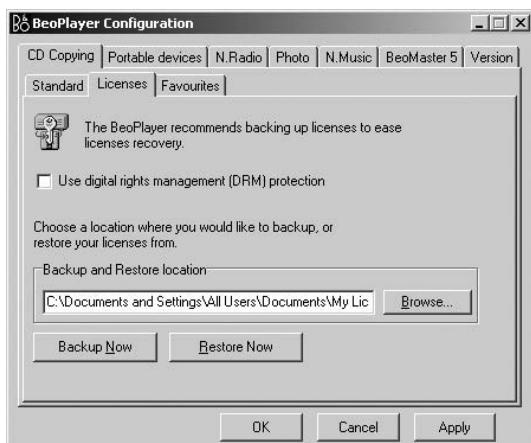 BeoPlayer Configuration
CD Copying Portable devices N.Radio Photo N.Music BeoMaster 5 Version
Standard Licenses Favourites
The BeoPlayer recommends backing up licenses to ease
licenses recovery.
Use digital rights management (DRM) protection
Choose a location where you would like to backup, or
restore your licenses from.
Backup and Restore location
C:\Documents and Settings\All Users\Documents\My Lic Browse...
Backup Now Restore Now
OK Cancel Apply